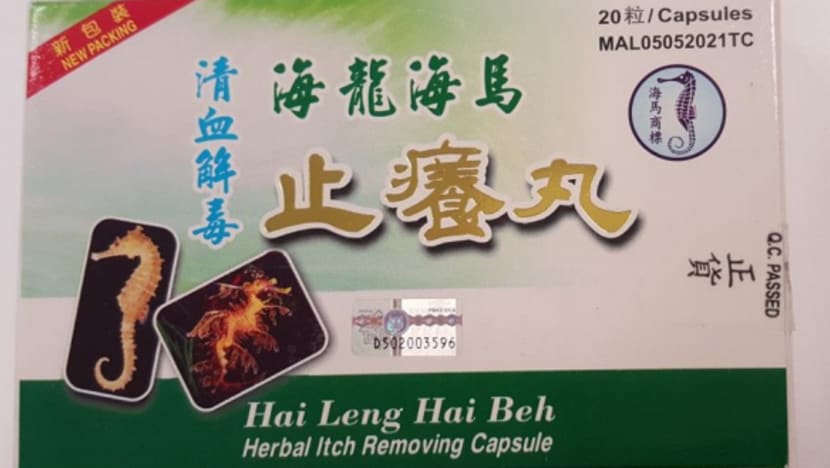 新包裝
NEW PACKING
20粒/Capsules
MAL05052021TC
海馬商標
清血解毒
海龍海馬
止癢丸
正貨
Q.C. PASSED
D502003596
Hai Leng Hai Beh
Herbal Itch Removing Capsule